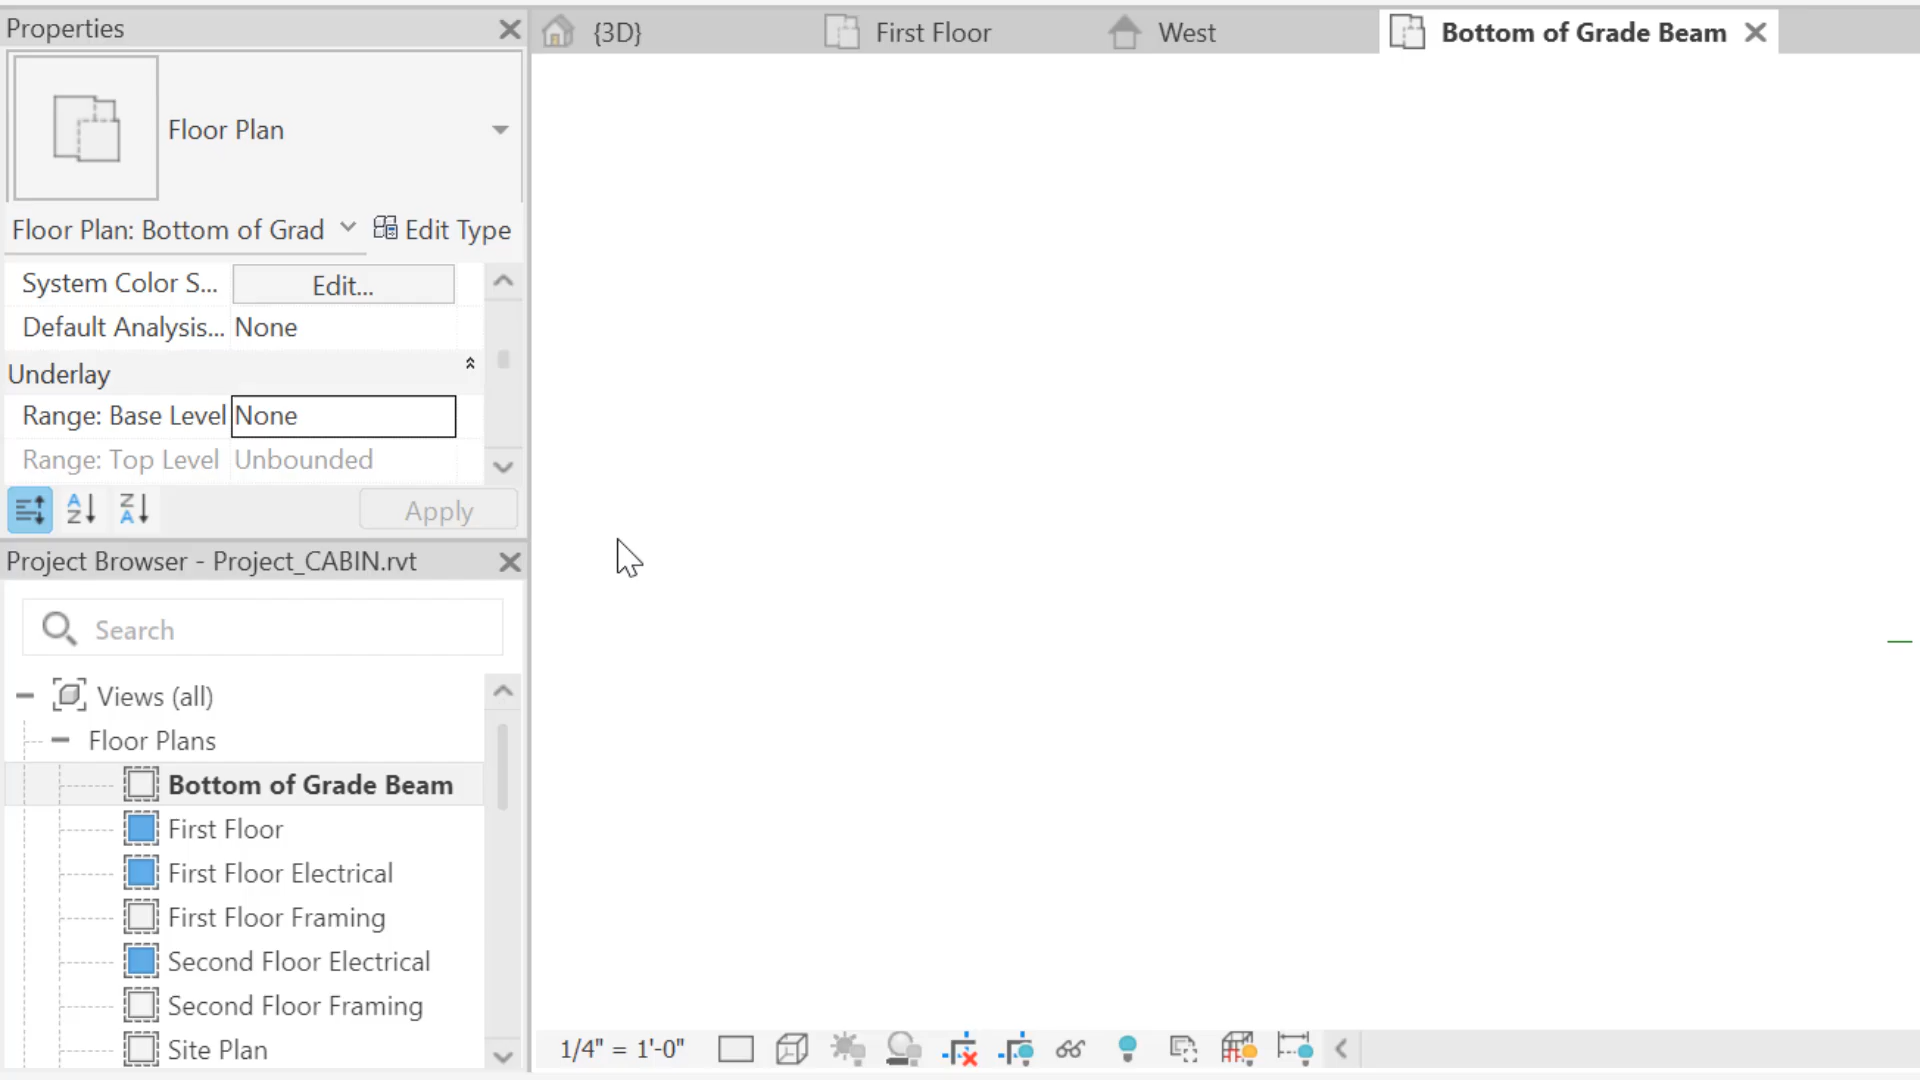 Properties
{3D}
First Floor
West
Bottom of Grade Beam
Floor Plan
Floor Plan: Bottom of Grad
Edit Type
System Color S...
Edit...
Default Analysis...
None
Underlay
Range: Base Level
None
Range: Top Level
Unbounded
Apply
Project Browser - Project_CABIN.rvt
Search
Views (all)
Floor Plans
Bottom of Grade Beam
First Floor
First Floor Electrical
First Floor Framing
Second Floor Electrical
Second Floor Framing
Site Plan
1/4" = 1'-0"